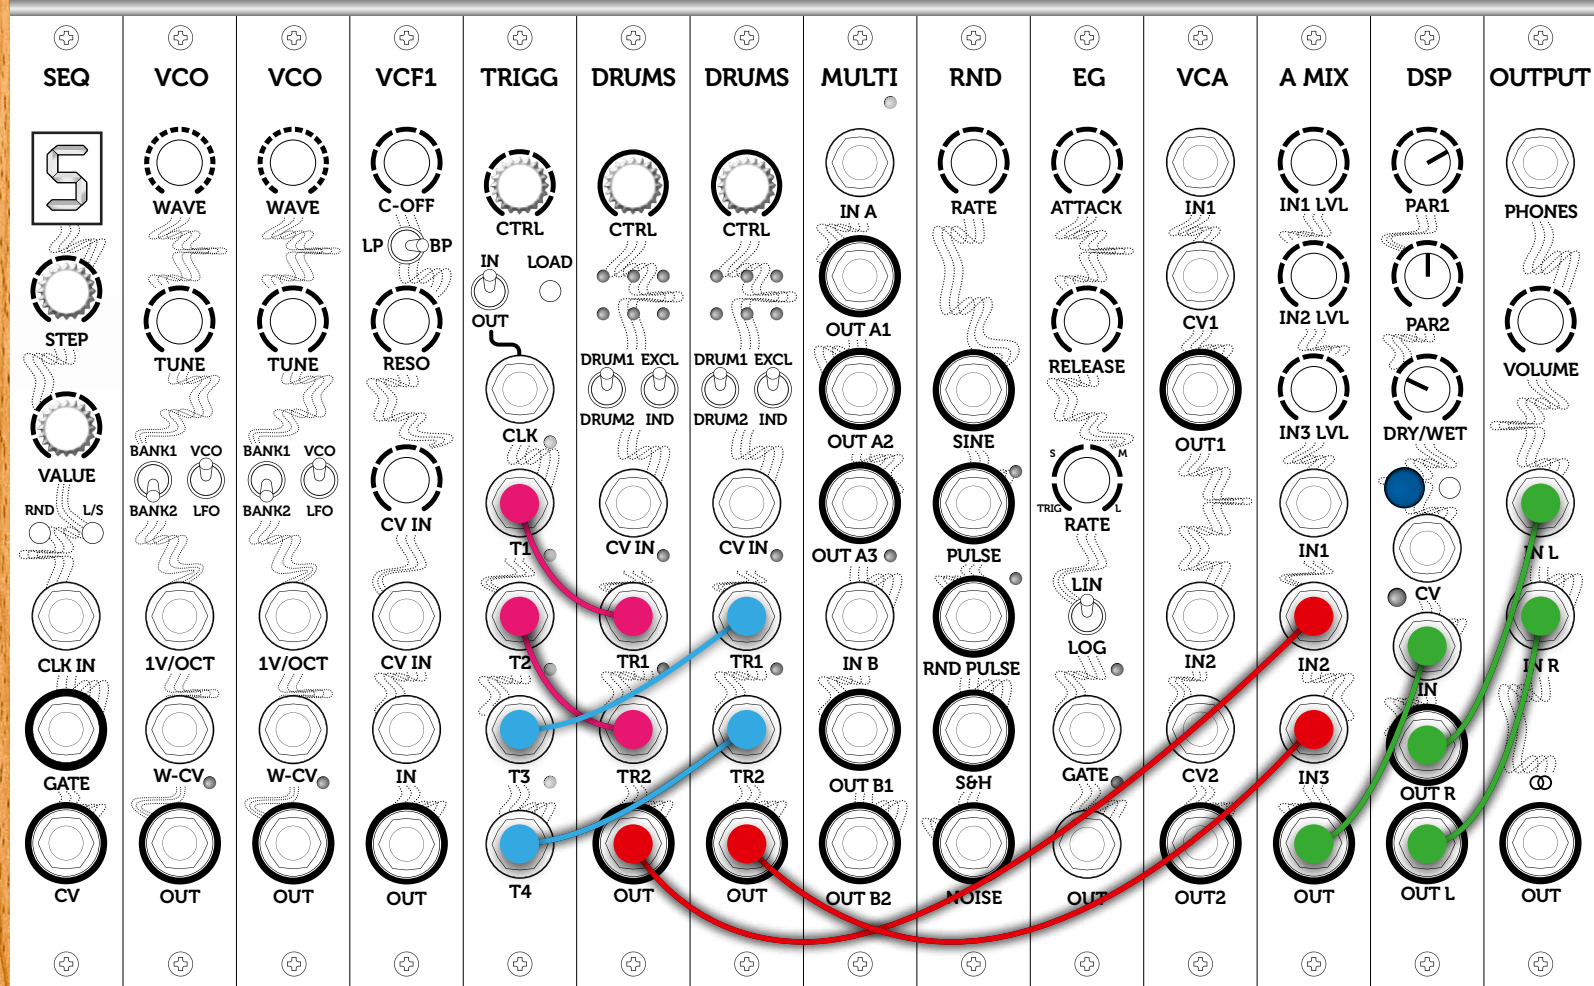 SEQ
STEP
VALUE
RND L/S
CLK IN
GATE
CV
VCO
WAVE
TUNE
BANK1 VCO
BANK2 LFO
1V/OCT
W-CV
OUT
VCO
WAVE
TUNE
BANK1 VCO
BANK2 LFO
1V/OCT
W-CV
OUT
VCF1
C-OFF
LP BP
RESO
CV IN
CV IN
IN
OUT
TRIGG
CTRL
IN LOAD
OUT
CLK
T1
T2
T3
T4
DRUMS
CTRL
DRUM1 EXCL
DRUM2 IND
CV IN
TR1
TR2
OUT
DRUMS
CTRL
DRUM1 EXCL
DRUM2 IND
CV IN
TR1
TR2
OUT
MULTI
IN A
OUT A1
OUT A2
OUT A3
IN B
OUT B1
OUT B2
RND
RATE
SINE
PULSE
RND PULSE
S&H
NOISE
EG
ATTACK
RELEASE
S M
TRIG L
RATE
LIN
LOG
GATE
OUT
VCA
IN1
CV1
OUT1
IN2
CV2
OUT2
A MIX
IN1 LVL
IN2 LVL
IN3 LVL
IN1
IN2
IN3
OUT
DSP
PAR1
PAR2
DRY/WET
CV
IN
OUT R
OUT L
OUTPUT
PHONES
VOLUME
IN L
IN R
OUT